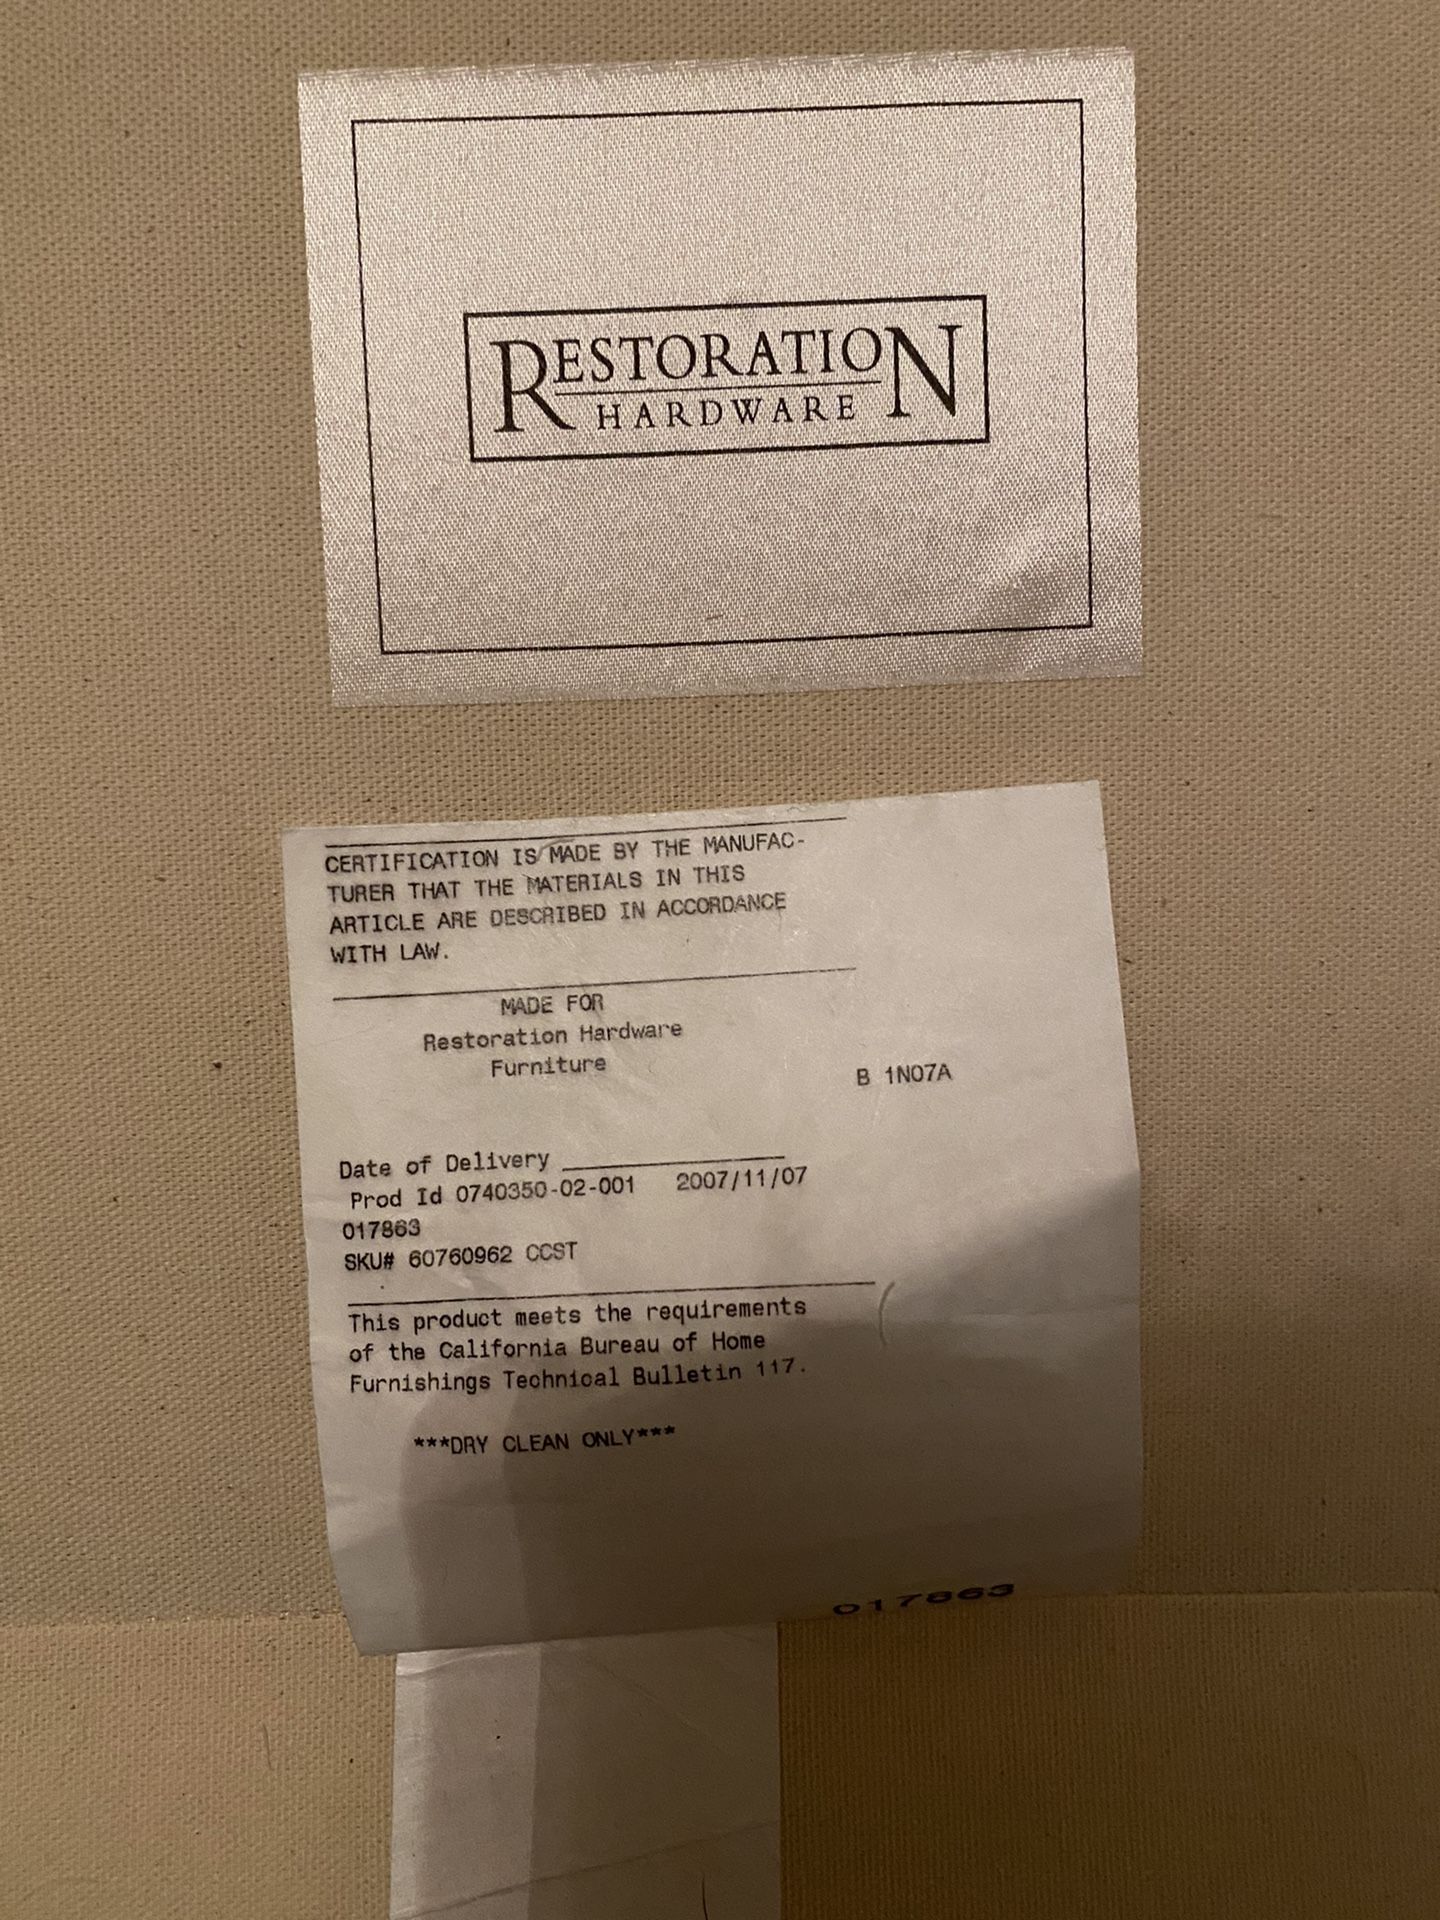 RESTORATION
HARDWARE
CERTIFICATION IS MADE BY THE MANUFAC-
TURER THAT THE MATERIALS IN THIS
ARTICLE ARE DESCRIBED IN ACCORDANCE
WITH LAW.
MADE FOR
Restoration Hardware
Furniture
B 1N07A
Date of Delivery
Prod Id 0740350-02-001 2007/11/07
017863
SKU# 60760962 CCST
This product meets the requirements
of the California Bureau of Home
Furnishings Technical Bulletin 117.
***DRY CLEAN ONLY***
017863